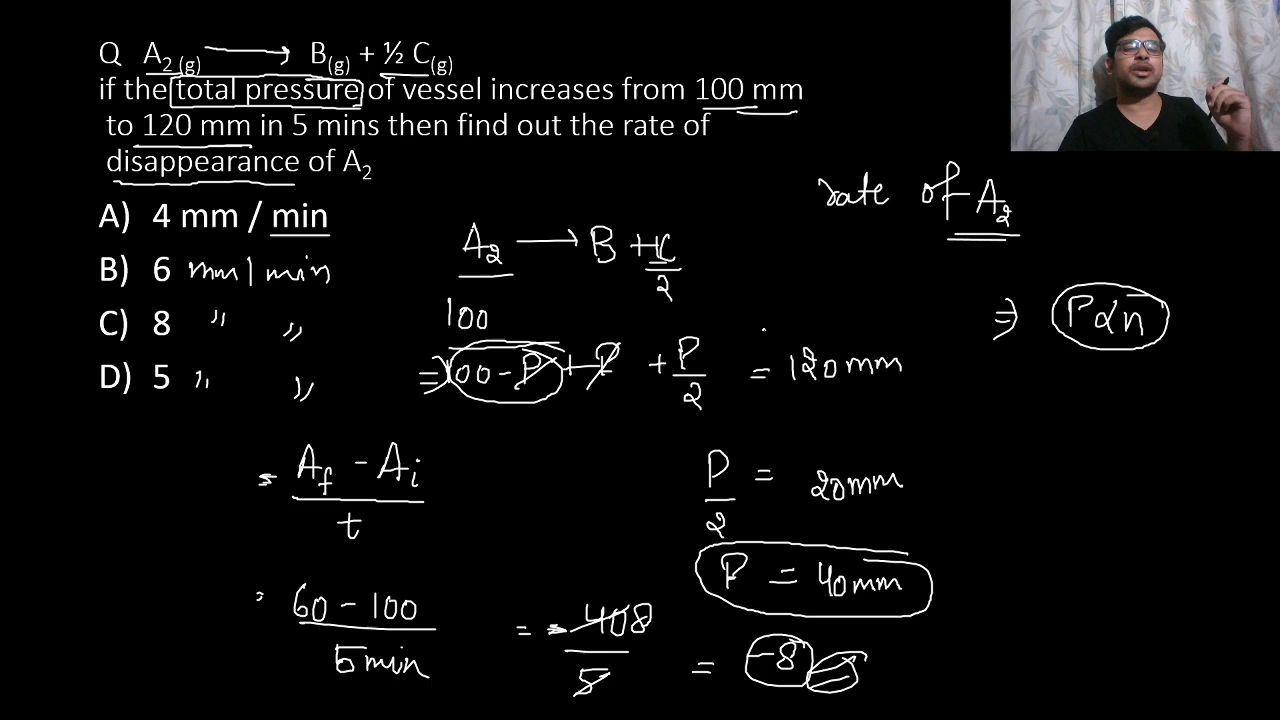 Q A₂ (g) ⟶ B(g) + ½ C(g)
if the total pressure of vessel increases from 100 mm
to 120 mm in 5 mins then find out the rate of
disappearance of A₂
A) 4 mm / min
B) 6 mm/min
C) 8 " "
D) 5 " "
rate of A₂
A₂ ⟶ B + C/2
100
⇒ 100 - P + P + P/2 = 120mm
⇒ P ∝ n
P/2 = 20mm
P = 40mm
= Af - Ai / t
= 60 - 100 / 5min = - 40 8 / 5 = -8